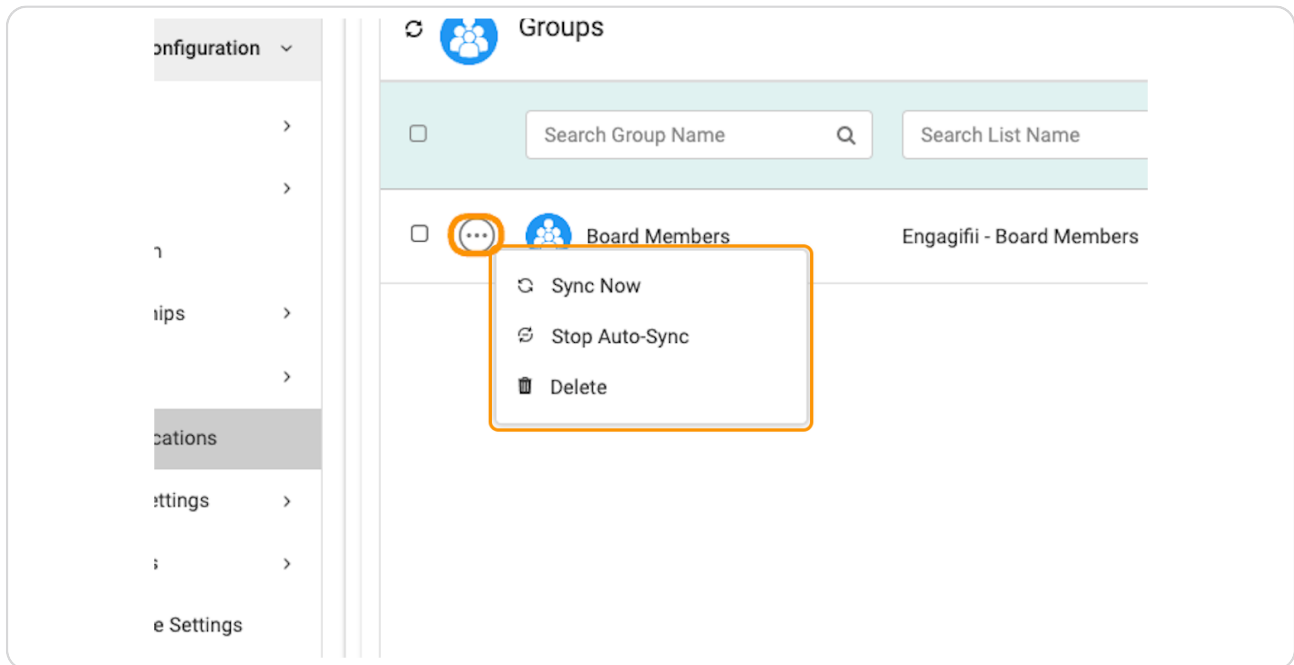 Groups
onfiguration
Search Group Name
Search List Name
Board Members
Engagifii - Board Members
Sync Now
Stop Auto-Sync
Delete
n
hips
cations
ettings
s
e Settings